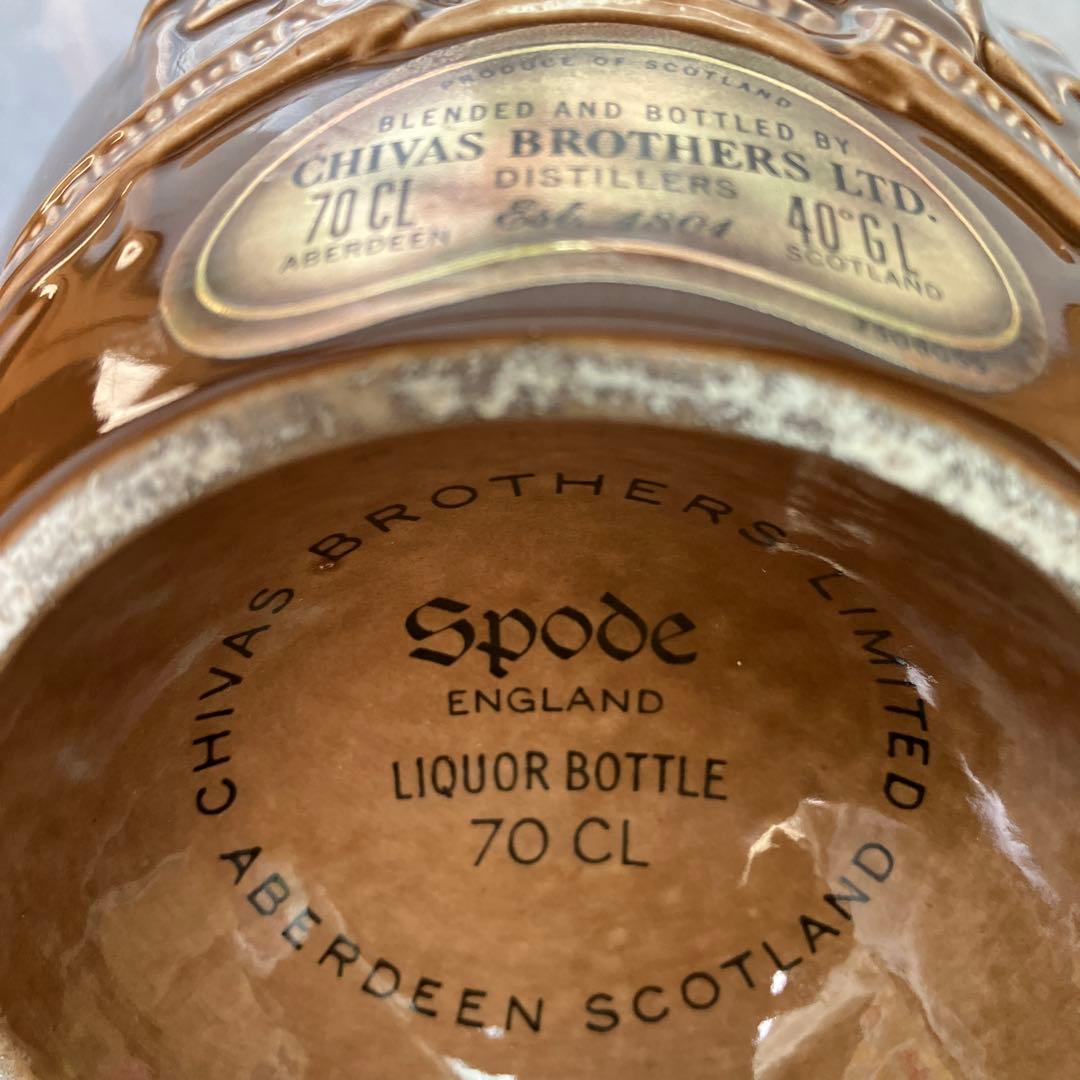 PRODUCE OF SCOTLAND
BLENDED AND BOTTLED BY
CHIVAS BROTHERS LTD.
DISTILLERS
70 CL
Est. 1801
40°GL
ABERDEEN
SCOTLAND
CHIVAS BROTHERS LIMITED
Spode
ENGLAND
LIQUOR BOTTLE
70 CL
ABERDEEN SCOTLAND